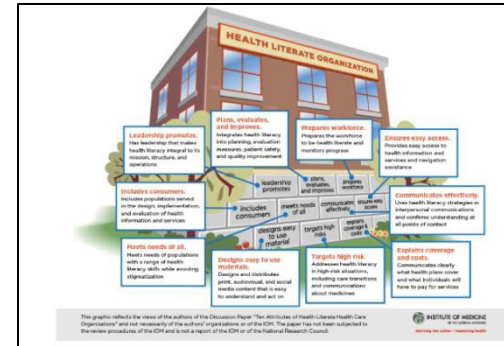 HEALTH LITERATE ORGANIZATION
Leadership promotes.
Has leadership that makes
health literacy integral to its
mission, structure, and
operations
Plans, evaluates,
and improves.
Integrates health literacy
into planning, evaluation
measures, patient safety,
and quality improvement
Prepares workforce.
Prepares the workforce
to be health literate and
monitors progress
Ensures easy access.
Provides easy access to
health information and
services and navigation
assistance
Includes consumers.
Includes populations served
in the design, implementation,
and evaluation of health
information and services
leadership
promotes
plans,
evaluates,
and improves
prepares
workforce
includes
consumers
meets needs
of all
communicates
effectively
ensures easy
access
designs easy
to use
material
targets high
risks
explains
coverage
& costs
Communicates effectively.
Uses health literacy strategies in
interpersonal communications
and confirms understanding at
all points of contact
Meets needs of all.
Meets needs of populations
with a range of health
literacy skills while avoiding
stigmatization
Designs easy to use
materials.
Designs and distributes
print, audiovisual, and social
media content that is easy
to understand and act on
Targets high risk.
Addresses health literacy
in high-risk situations,
including care transitions
and communications
about medicines
Explains coverage
and costs.
Communicates clearly
what health plans cover and
what individuals will
have to pay for services
This graphic reflects the views of the authors of the Discussion Paper "Ten Attributes of Health Literate Health Care
Organizations" and not necessarily of the authors' organizations or of the IOM. The paper has not been subjected to
the review procedures of the IOM and is not a report of the IOM or of the National Research Council.
INSTITUTE OF MEDICINE
OF THE NATIONAL ACADEMIES
Advising the nation • Improving health